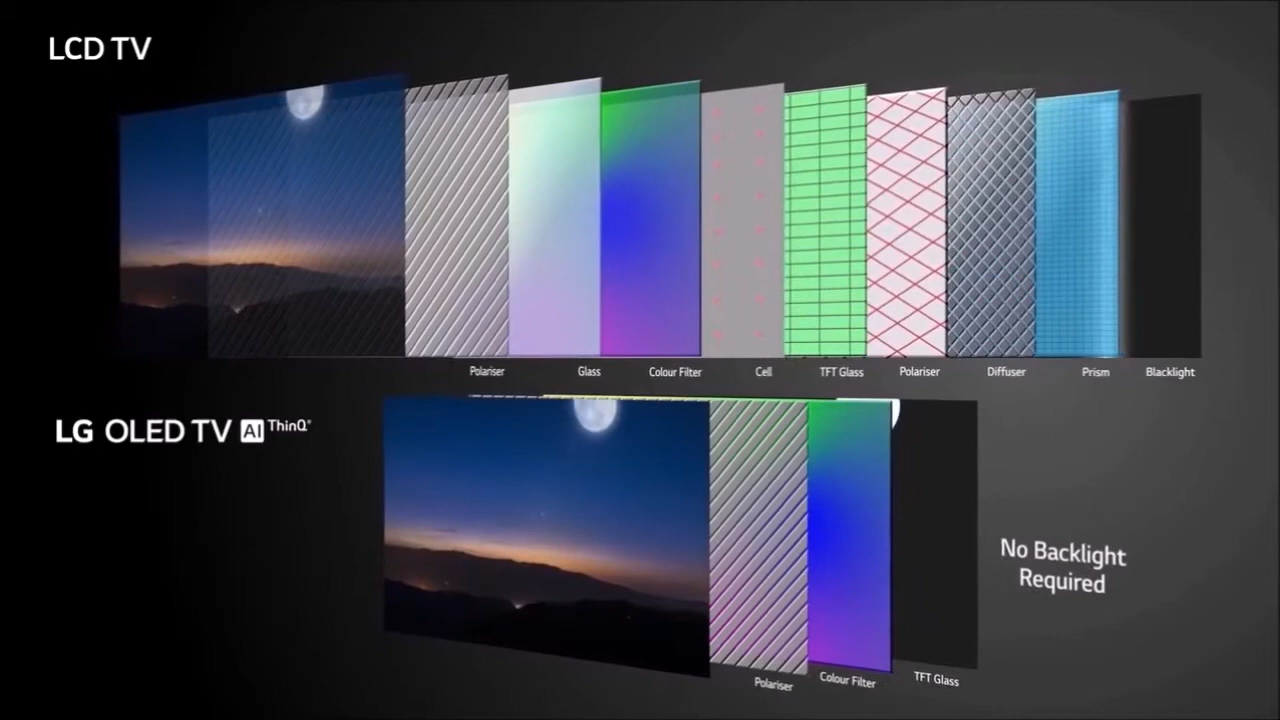 LCD TV
Polariser Glass Colour Filter Cell TFT Glass Polariser Diffuser Prism Blacklight
LG OLED TV AI ThinQ®
No Backlight
Required
Polariser Colour Filter TFT Glass